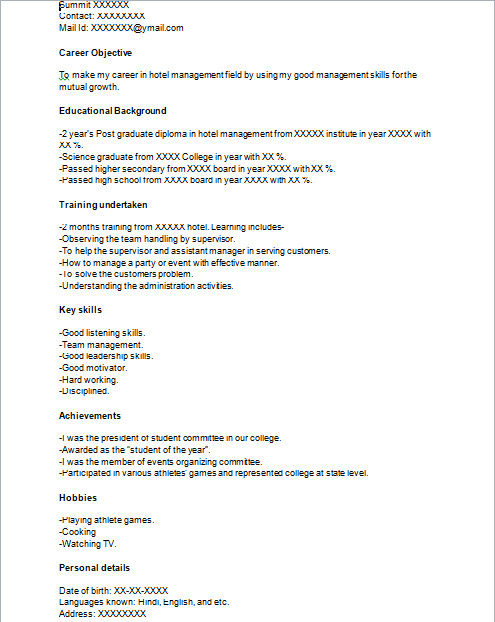 Summit XXXXXX
Contact: XXXXXXXX
Mail Id: XXXXXXX@ymail.com
Career Objective
To make my career in hotel management field by using my good management skills for the
mutual growth.
Educational Background
-2 year's Post graduate diploma in hotel management from XXXXX institute in year XXXX with
XX %.
-Science graduate from XXXX College in year with XX %.
-Passed higher secondary from XXXX board in year XXXX with XX %.
-Passed high school from XXXX board in year XXXX with XX %.
Training undertaken
-2 months training from XXXXX hotel. Learning includes-
-Observing the team handling by supervisor.
-To help the supervisor and assistant manager in serving customers.
-How to manage a party or event with effective manner.
-To solve the customers problem.
-Understanding the administration activities.
Key skills
-Good listening skills.
-Team management.
-Good leadership skills.
-Good motivator.
-Hard working.
-Disciplined.
Achievements
-I was the president of student committee in our college.
-Awarded as the "student of the year".
-I was the member of events organizing committee.
-Participated in various athletes' games and represented college at state level.
Hobbies
-Playing athlete games.
-Cooking
-Watching TV.
Personal details
Date of birth: XX-XX-XXXX
Languages known: Hindi, English, and etc.
Address: XXXXXXXX